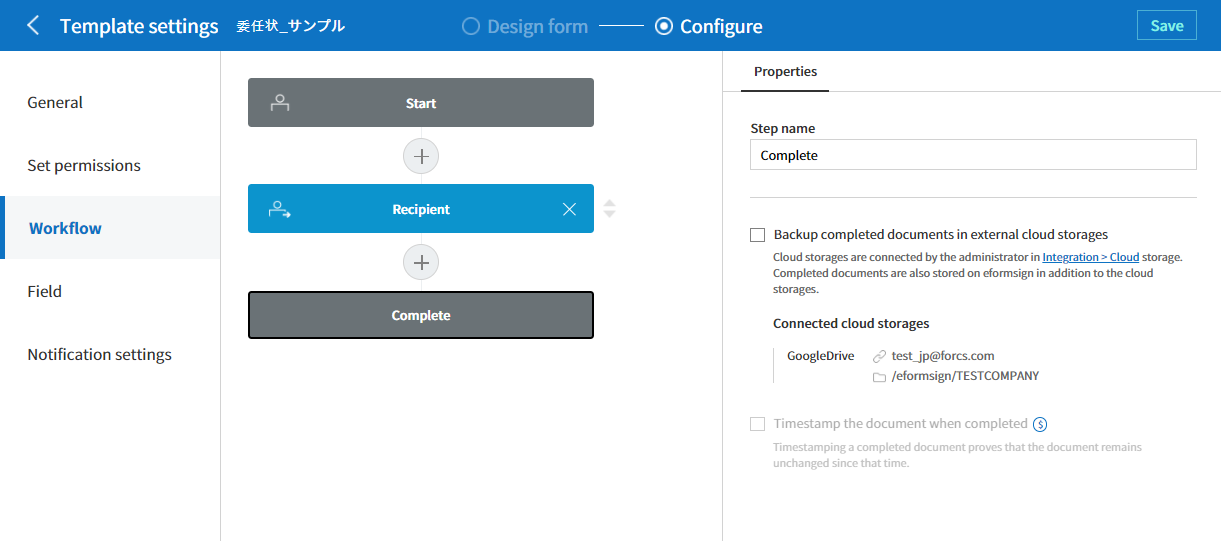 Template settings 委任状_サンプル Design form Configure Save
General
Set permissions
Workflow
Field
Notification settings
Start
Recipient
Complete
Properties
Step name
Complete
Backup completed documents in external cloud storages
Cloud storages are connected by the administrator in Integration > Cloud storage.
Completed documents are also stored on eformsign in addition to the cloud
storages.
Connected cloud storages
GoogleDrive test_jp@forcs.com
/eformsign/TESTCOMPANY
Timestamp the document when completed $
Timestamping a completed document proves that the document remains
unchanged since that time.